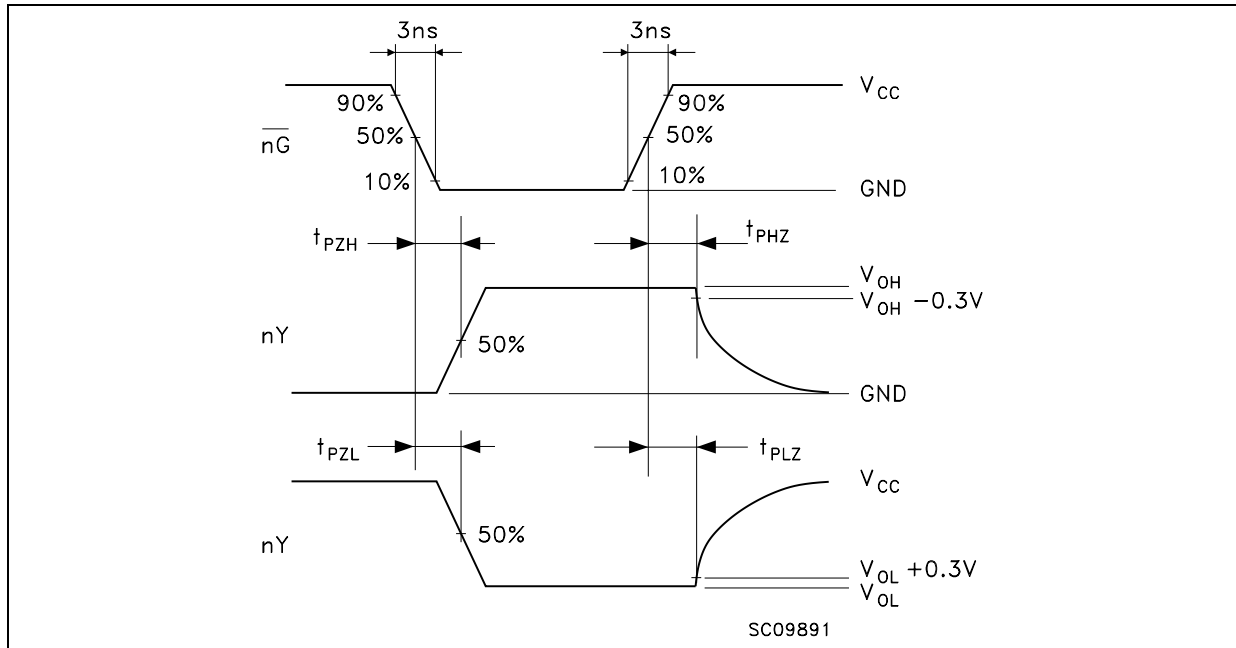 3ns 3ns
V_CC
90% 90%
nG 50% 50%
10% 10%
GND
t_PZH t_PHZ
V_OH
V_OH -0.3V
nY 50%
GND
t_PZL t_PLZ
V_CC
50%
nY
V_OL +0.3V
V_OL
SC09891